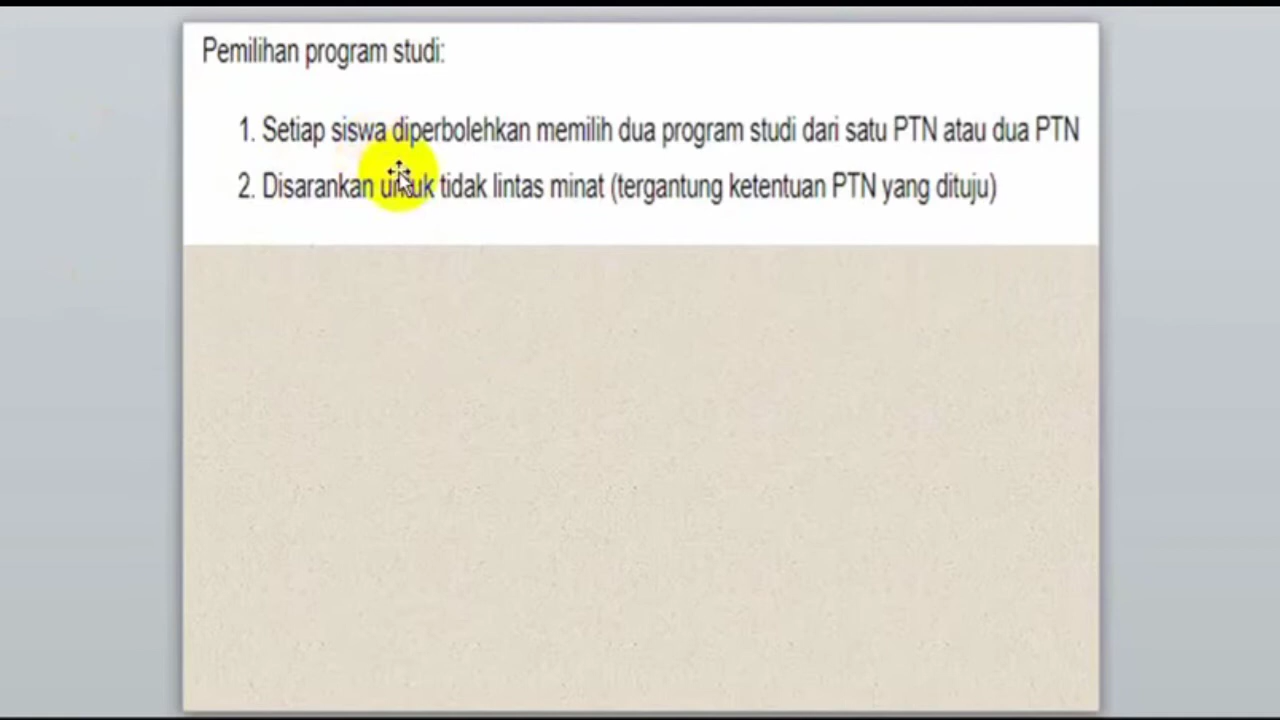 Pemilihan program studi:
1. Setiap siswa diperbolehkan memilih dua program studi dari satu PTN atau dua PTN
2. Disarankan untuk tidak lintas minat (tergantung ketentuan PTN yang dituju)